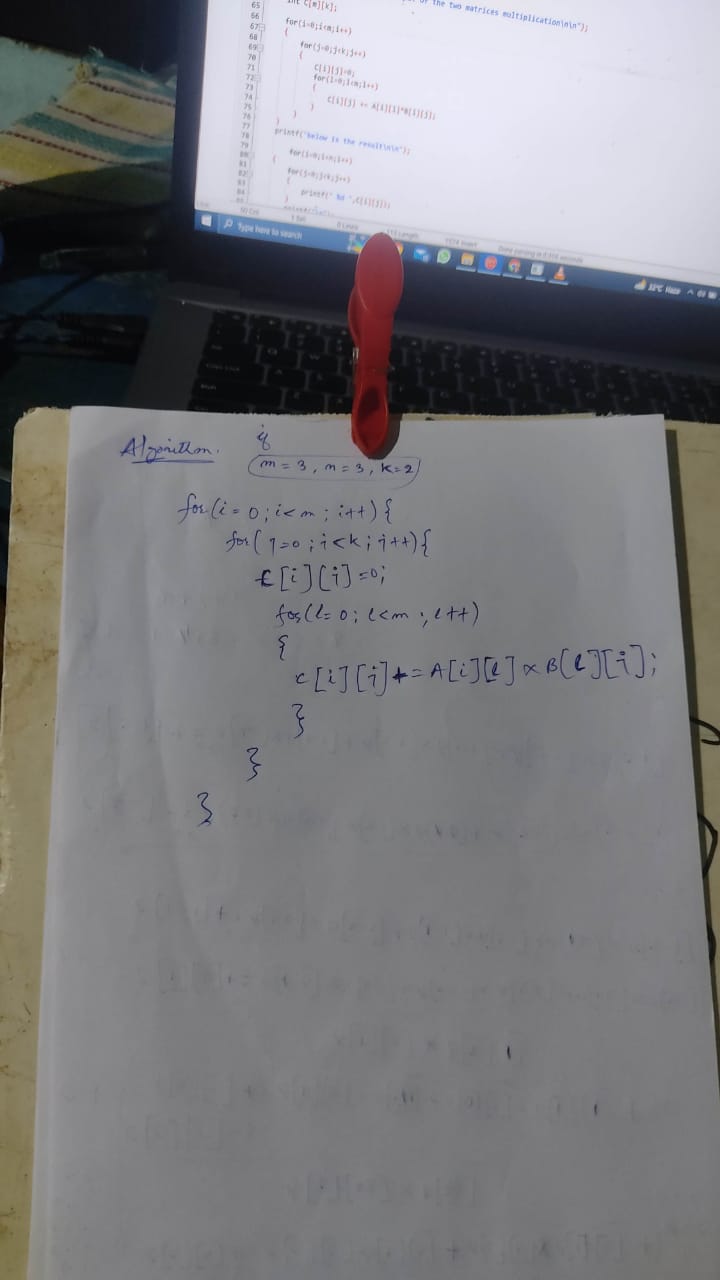 of the two matrices multiplication\n\n");
65 int C[m][k];
66
67 for(i=0;i<m;i++)
68 {
69 for(j=0;j<k;j++)
70 {
71 C[i][j]=0;
72 for(l=0;l<m;l++)
73 {
74 C[i][j] += A[i][l]*B[l][j];
75 }
76 }
77 }
78 printf("below is the result\n\n");
79
80 for(i=0;i<m;i++)
81 {
82 for(j=0;j<k;j++)
83 {
84 printf(" %d ",C[i][j]);
}
Type here to search
32°C Haze
Algorithm.
if
m = 3, n = 3, k=2
for(i = 0; i<m; i++){
for(j=0; j<k; j++){
C[i][j]=0;
for(l=0; l<m; l++)
{
C[i][j]+=A[i][l]×B[l][j];
}
}
}